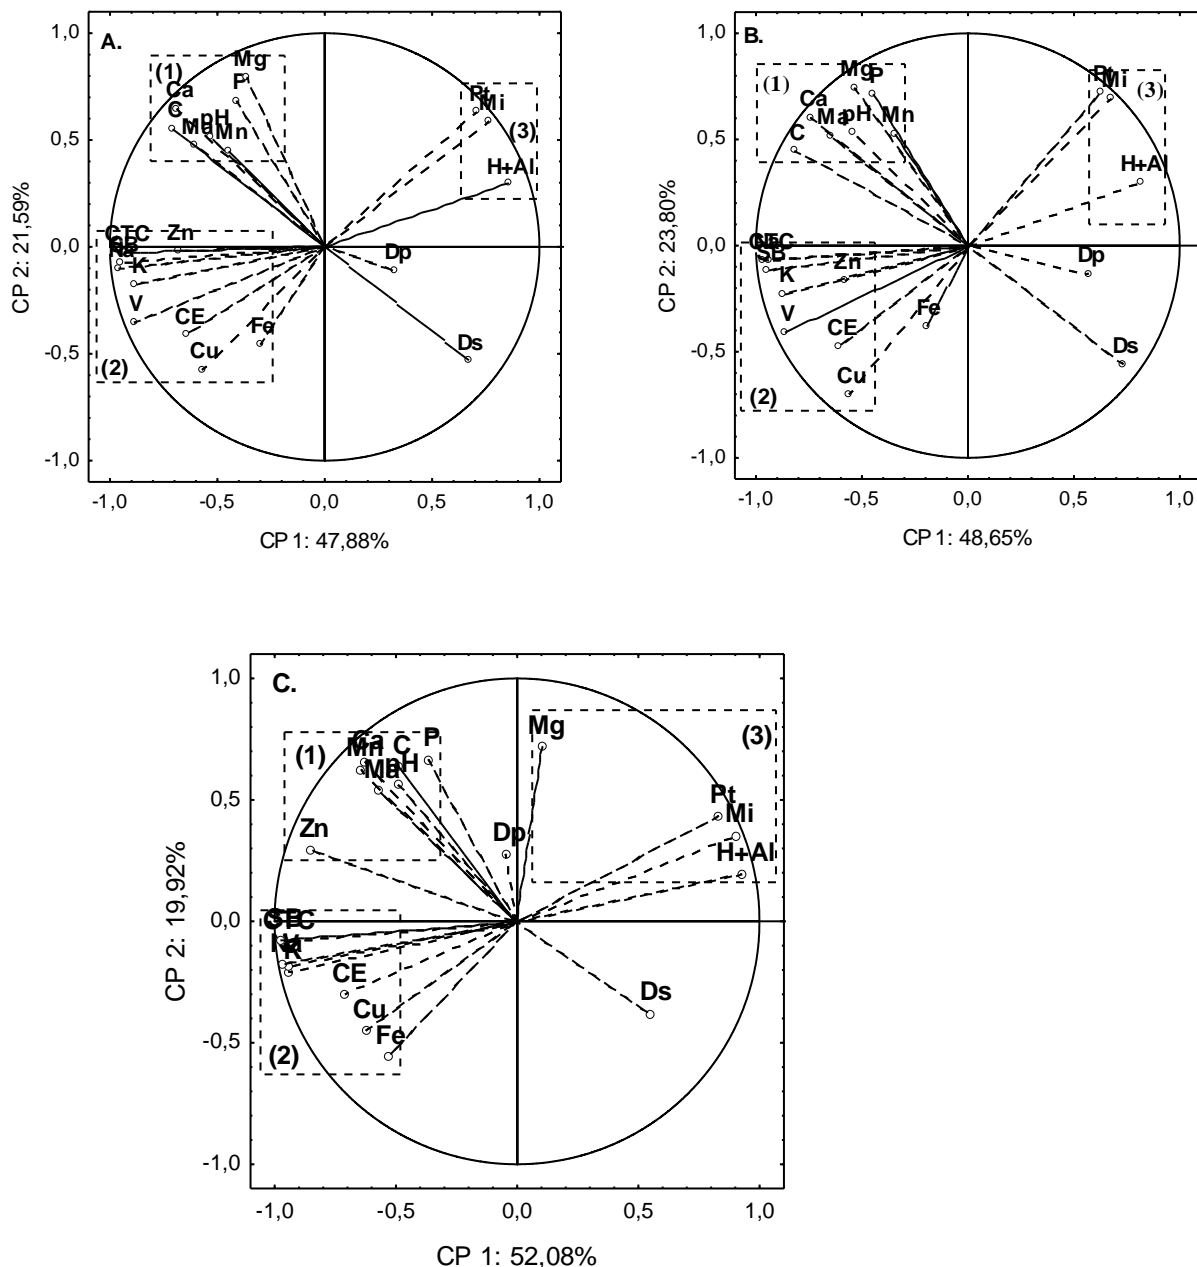 A.
1,0
0,5
0,0
-0,5
-1,0
-1,0
-0,5
0,0
0,5
1,0
CP 2: 21,59%
CP 1: 47,88%
(1)
Mg
P
Ca
C
pH
Ma
Mn
Pt
Mi
(3)
H+Al
CTC
Zn
K
V
CE
Fe
Cu
(2)
Dp
Ds
B.
1,0
0,5
0,0
-0,5
-1,0
-1,0
-0,5
0,0
0,5
1,0
CP 2: 23,80%
CP 1: 48,65%
(1)
Mg
P
Ca
Ma
pH
Mn
C
Pt
Mi
(3)
H+Al
SB
K
Zn
V
CE
Fe
Cu
(2)
Dp
Ds
C.
1,0
0,5
0,0
-0,5
-1,0
-1,0
-0,5
0,0
0,5
1,0
CP 2: 19,92%
CP 1: 52,08%
(1)
Ca
Mn
C
P
pH
Ma
Zn
Dp
Mg
(3)
Pt
Mi
H+Al
K
CE
Cu
Fe
(2)
Ds